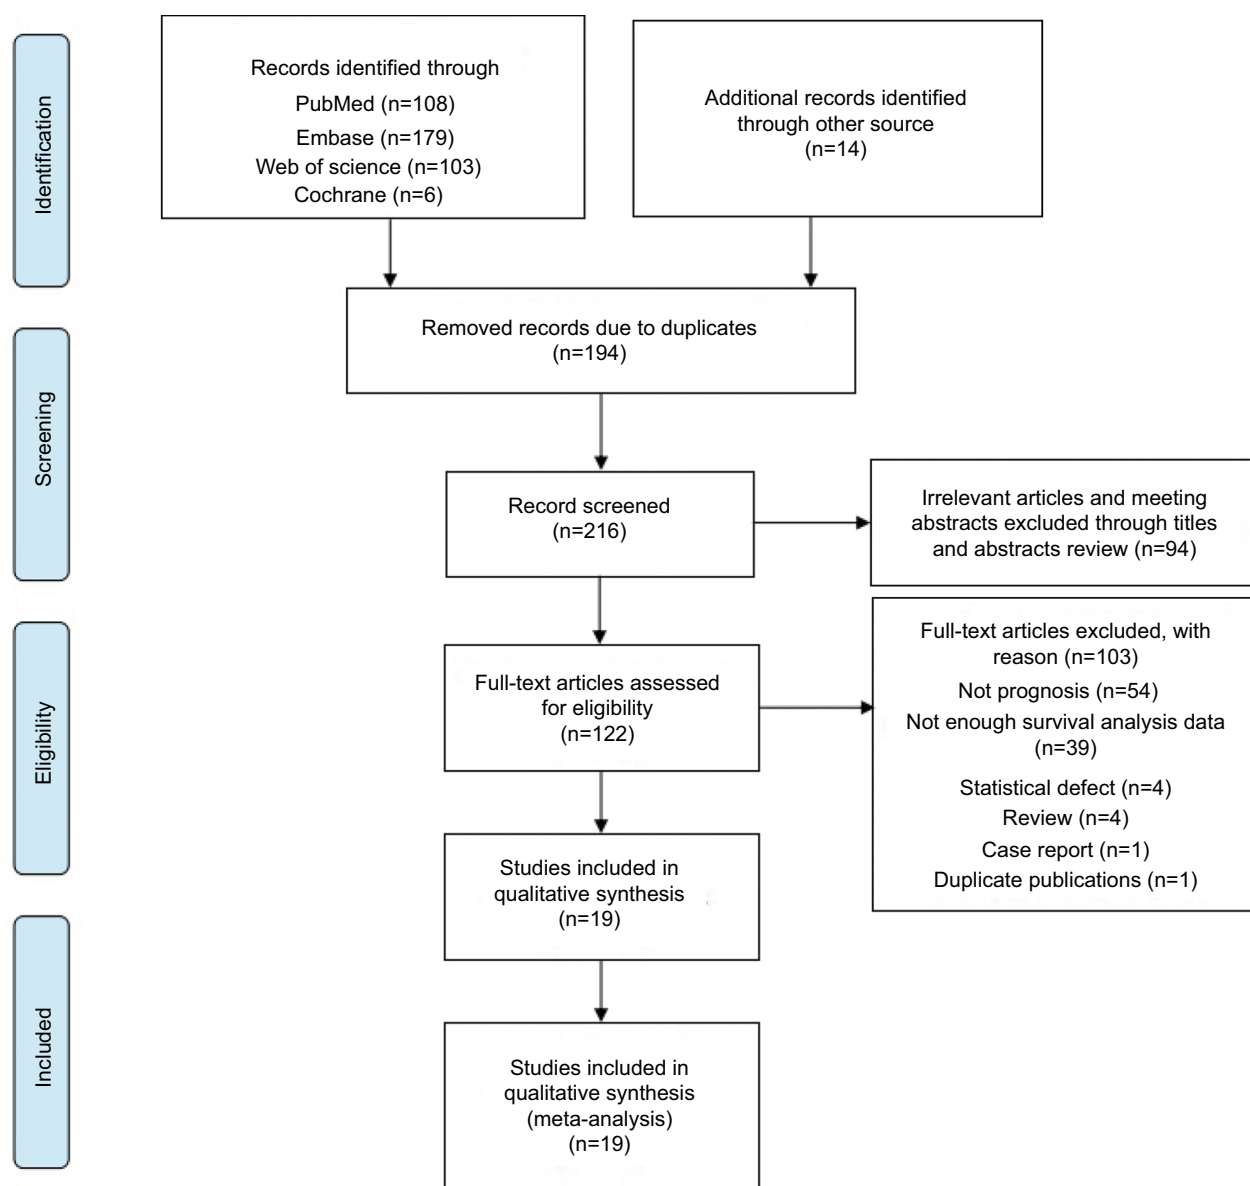 Identification
Records identified through
PubMed (n=108)
Embase (n=179)
Web of science (n=103)
Cochrane (n=6)
Additional records identified
through other source
(n=14)
Removed records due to duplicates
(n=194)
Screening
Record screened
(n=216)
Irrelevant articles and meeting
abstracts excluded through titles
and abstracts review (n=94)
Eligibility
Full-text articles assessed
for eligibility
(n=122)
Full-text articles excluded, with
reason (n=103)
Not prognosis (n=54)
Not enough survival analysis data
(n=39)
Statistical defect (n=4)
Review (n=4)
Case report (n=1)
Duplicate publications (n=1)
Studies included in
qualitative synthesis
(n=19)
Included
Studies included in
qualitative synthesis
(meta-analysis)
(n=19)